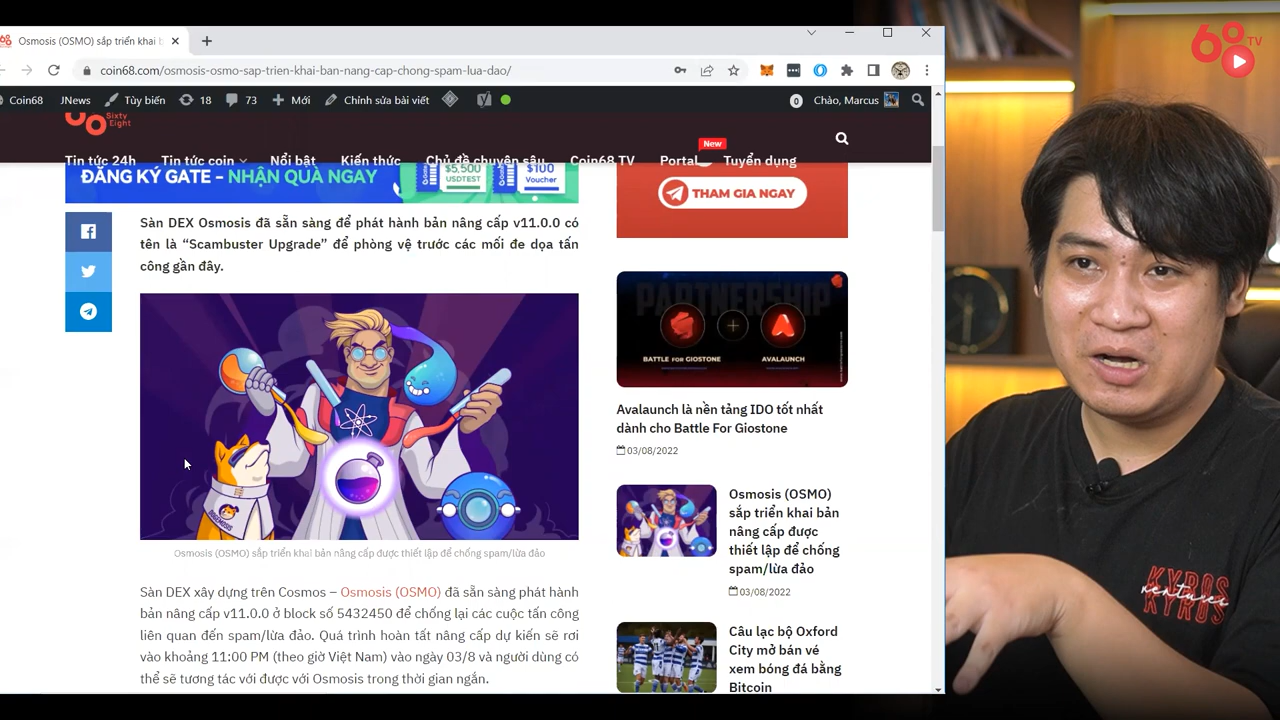 Osmosis (OSMO) sắp triển khai b
coin68.com/osmosis-osmo-sap-trien-khai-ban-nang-cap-chong-spam-lua-dao/
Coin68
JNews
Tùy biến
18
73
Mới
Chỉnh sửa bài viết
0
Chào, Marcus
Sixty
Eight
New
Tin tức 24h
Tin tức coin
Nổi bật
Kiến thức
Chủ đề chuyên sâu
Coin68 TV
Portal
Tuyển dụng
ĐĂNG KÝ GATE - NHẬN QUÀ NGAY
$5,500
USDTEST
$100
Voucher
THAM GIA NGAY
Sàn DEX Osmosis đã sẵn sàng để phát hành bản nâng cấp v11.0.0 có
tên là “Scambuster Upgrade” để phòng vệ trước các mối đe dọa tấn
công gần đây.
Osmosis (OSMO) sắp triển khai bản nâng cấp được thiết lập để chống spam/lừa đảo
Sàn DEX xây dựng trên Cosmos – Osmosis (OSMO) đã sẵn sàng phát hành
bản nâng cấp v11.0.0 ở block số 5432450 để chống lại các cuộc tấn công
liên quan đến spam/lừa đảo. Quá trình hoàn tất nâng cấp dự kiến sẽ rơi
vào khoảng 11:00 PM (theo giờ Việt Nam) vào ngày 03/8 và người dùng có
thể sẽ tương tác với được với Osmosis trong thời gian ngắn.
PARTNERSHIP
BATTLE FOR GIOSTONE
AVALAUNCH
Avalaunch là nền tảng IDO tốt nhất
dành cho Battle For Giostone
03/08/2022
Osmosis (OSMO)
sắp triển khai bản
nâng cấp được
thiết lập để chống
spam/lừa đảo
03/08/2022
Câu lạc bộ Oxford
City mở bán vé
xem bóng đá bằng
Bitcoin
68 TV
KYROS
ventures
KYROS